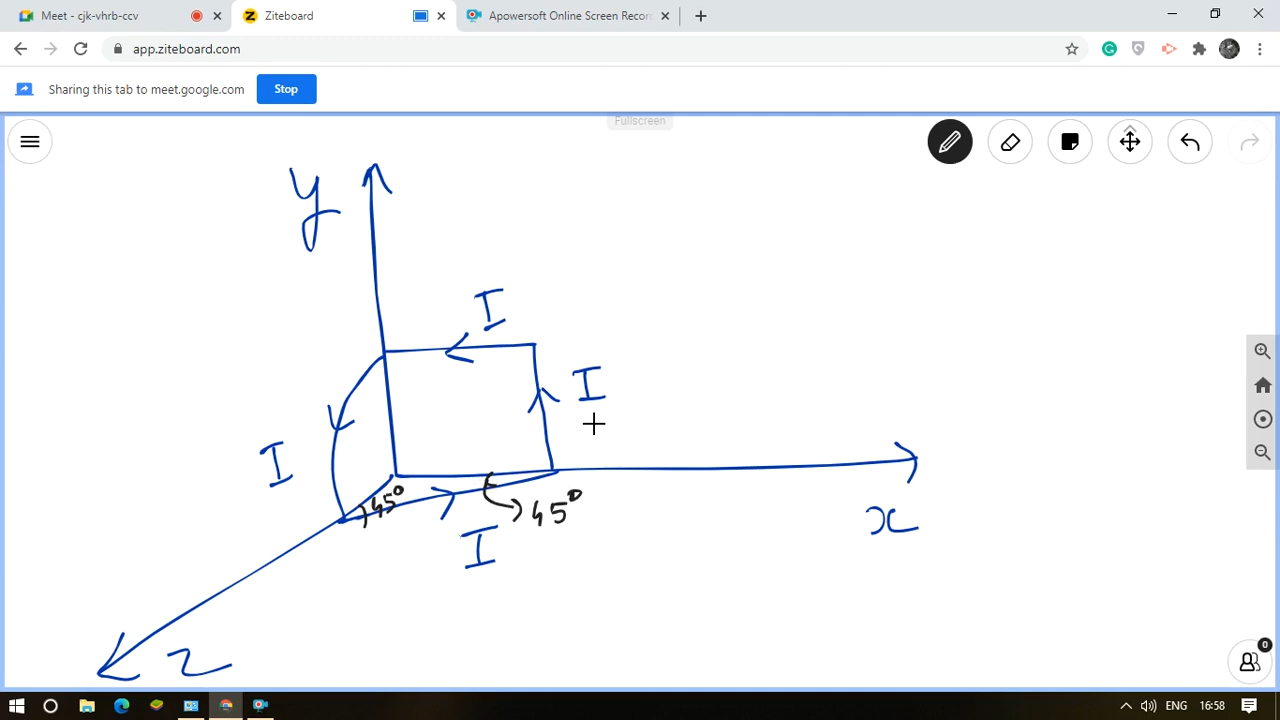 Meet - cjk-vhrb-ccv
Ziteboard
Apowersoft Online Screen Recor
app.ziteboard.com
Sharing this tab to meet.google.com
Stop
Fullscreen
y
I
I
I
45°
45°
I
x
z
0
ENG
16:58